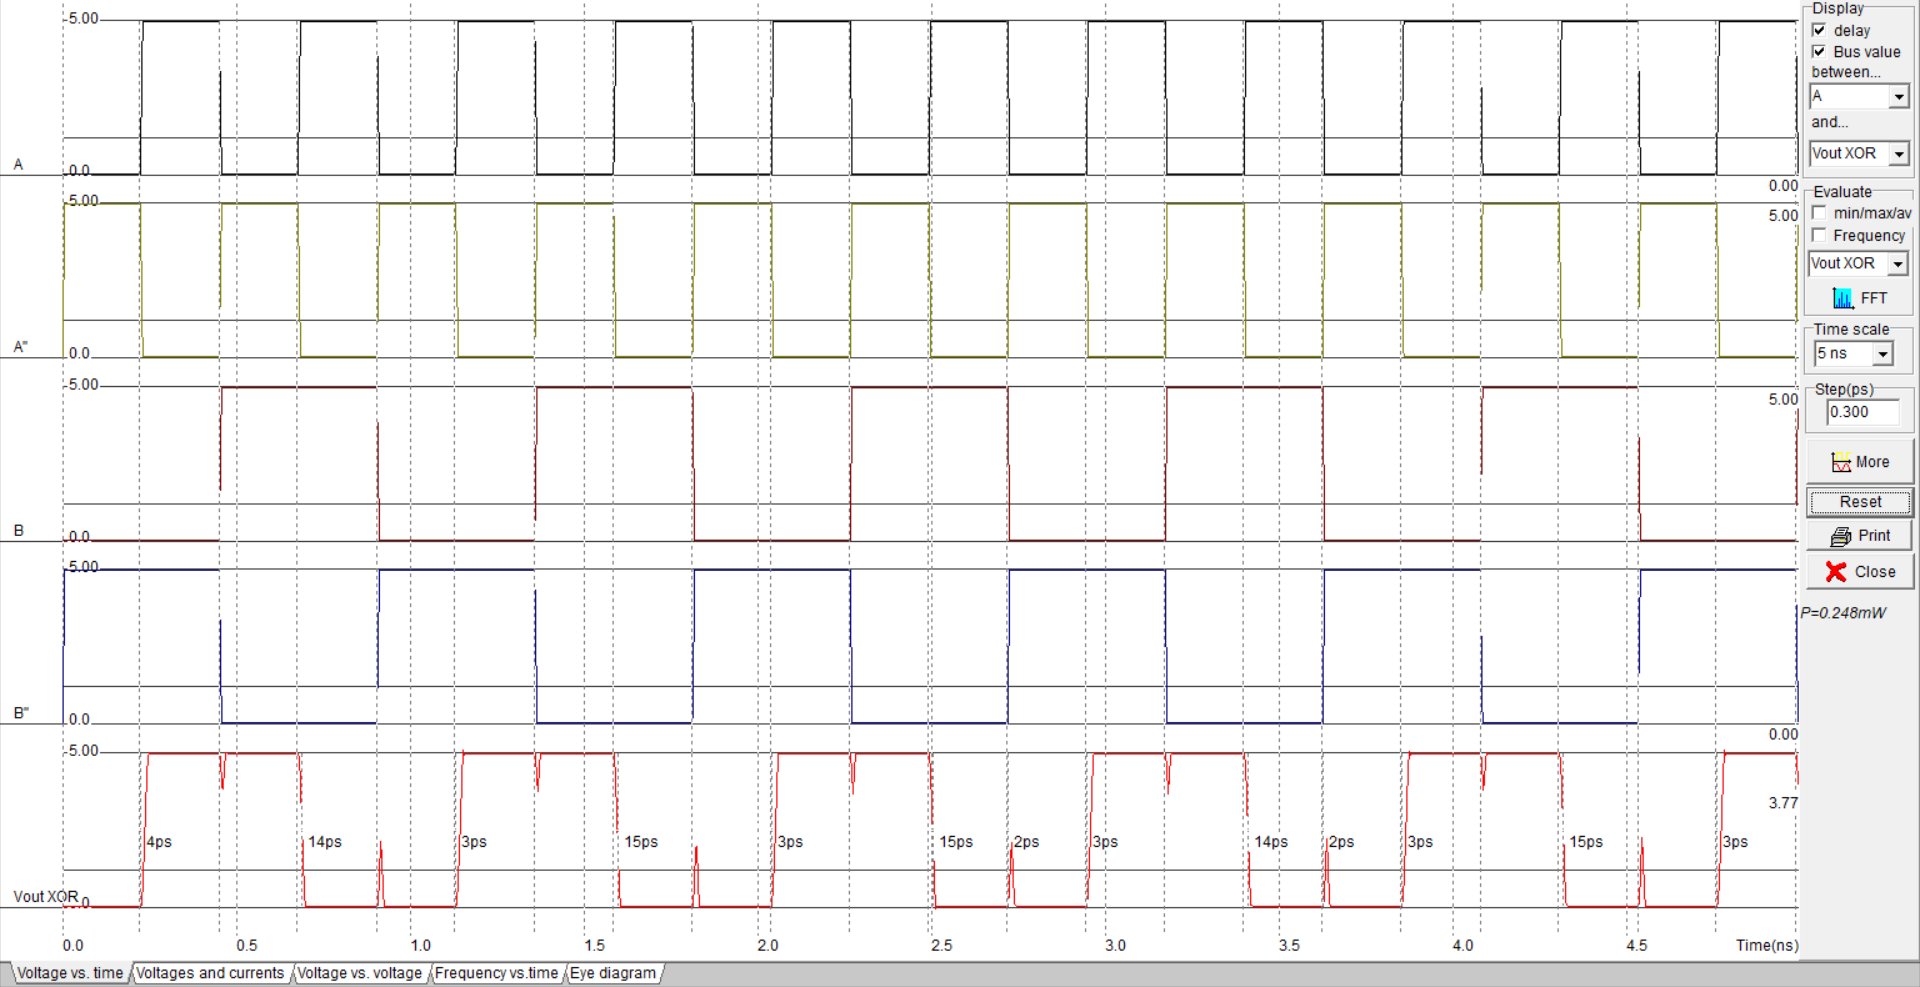 5.00
A
0.0
0.00
5.00
A"
0.0
5.00
5.00
5.00
B
0.0
5.00
B"
0.0
0.00
5.00
3.77
4ps 14ps 3ps 15ps 3ps 15ps 2ps 3ps 14ps 2ps 3ps 15ps 3ps
Vout XOR 0
0.0 0.5 1.0 1.5 2.0 2.5 3.0 3.5 4.0 4.5 Time(ns)
Voltage vs. time Voltages and currents Voltage vs. voltage Frequency vs.time Eye diagram
Display
delay
Bus value
between...
A
and...
Vout XOR
Evaluate
min/max/av
Frequency
Vout XOR
FFT
Time scale
5 ns
Step(ps)
0.300
More
Reset
Print
Close
P=0.248mW